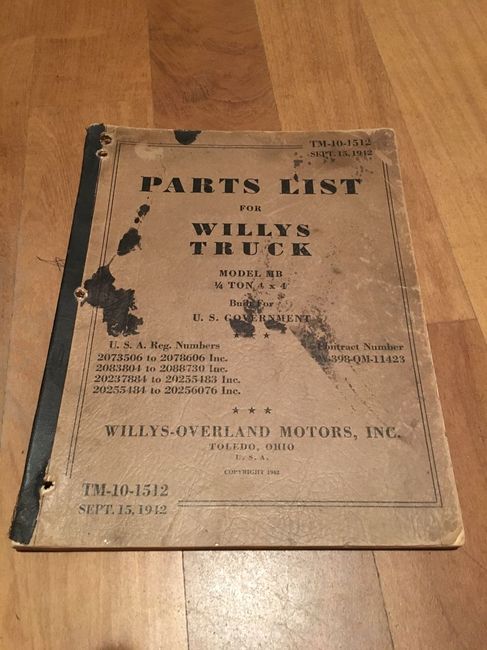 TM-10-1512
SEPT. 15, 1942
PARTS LIST
FOR
WILLYS
TRUCK
MODEL MB
¼ TON 4 x 4
Built For
U. S. GOVERNMENT
★ ★ ★
U. S. A. Reg. Numbers
2073506 to 2078606 Inc.
2083804 to 2088730 Inc.
20237884 to 20255483 Inc.
20255484 to 20256076 Inc.
Contract Number
-398-QM-11423
★ ★ ★
WILLYS-OVERLAND MOTORS, INC.
TOLEDO, OHIO
U. S. A.
COPYRIGHT 1942
TM-10-1512
SEPT. 15, 1942